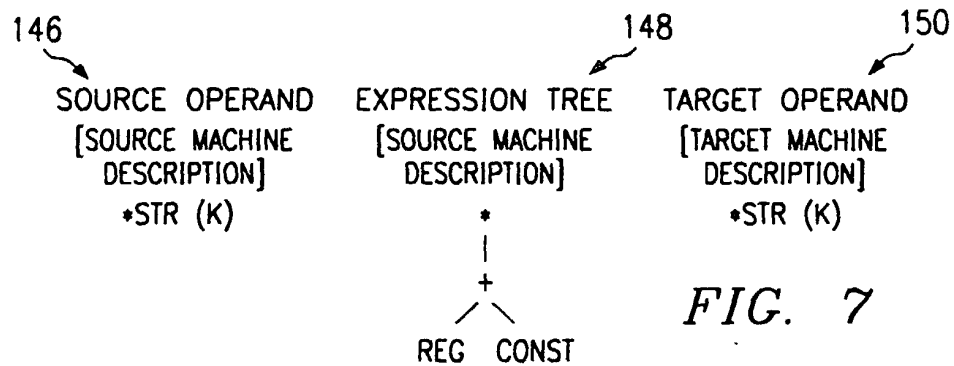 146 148 150
SOURCE OPERAND EXPRESSION TREE TARGET OPERAND
[SOURCE MACHINE [SOURCE MACHINE [TARGET MACHINE
DESCRIPTION] DESCRIPTION] DESCRIPTION]
*STR (K) * *STR (K)
+
FIG. 7
REG CONST